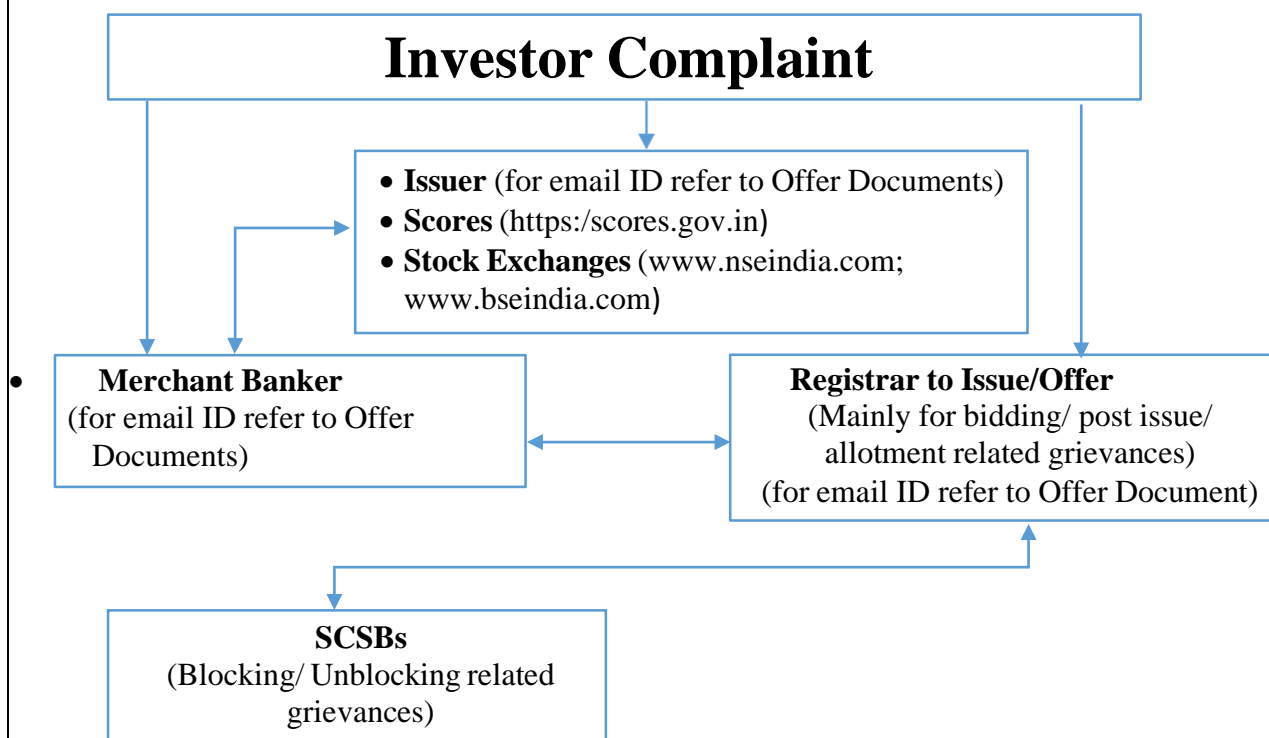 Investor Complaint
• Issuer (for email ID refer to Offer Documents)
• Scores (https:/scores.gov.in)
• Stock Exchanges (www.nseindia.com;
www.bseindia.com)
• Merchant Banker
(for email ID refer to Offer
Documents)
Registrar to Issue/Offer
(Mainly for bidding/ post issue/
allotment related grievances)
(for email ID refer to Offer Document)
SCSBs
(Blocking/ Unblocking related
grievances)